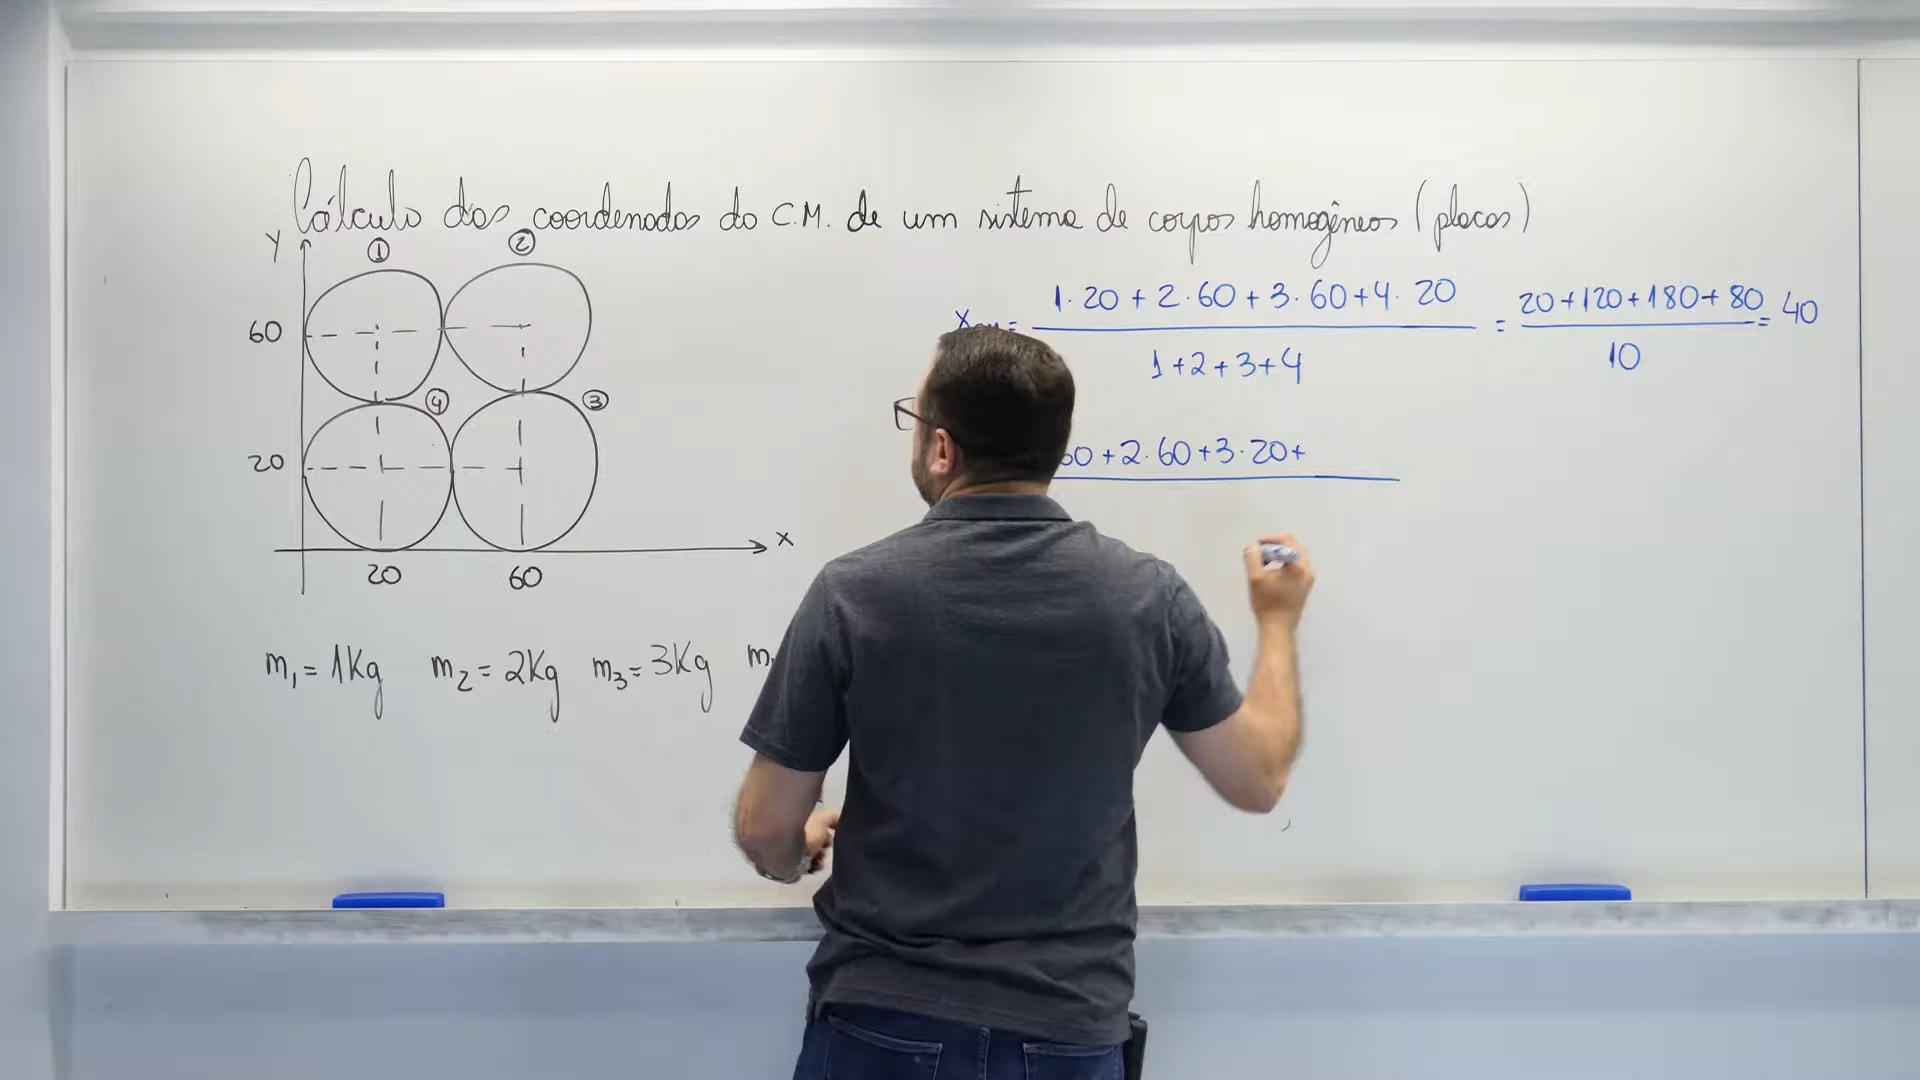 Cálculo das coordenadas do C.M. de um sistema de corpos homogêneos (placas)
Y
① ②
60
④ ③
20
X
20 60
m₁ = 1Kg m₂ = 2Kg m₃ = 3Kg m
1·20 + 2·60 + 3·60 + 4·20 = 20+120+180+80 = 40
1+2+3+4 10
60 + 2·60 + 3·20 +